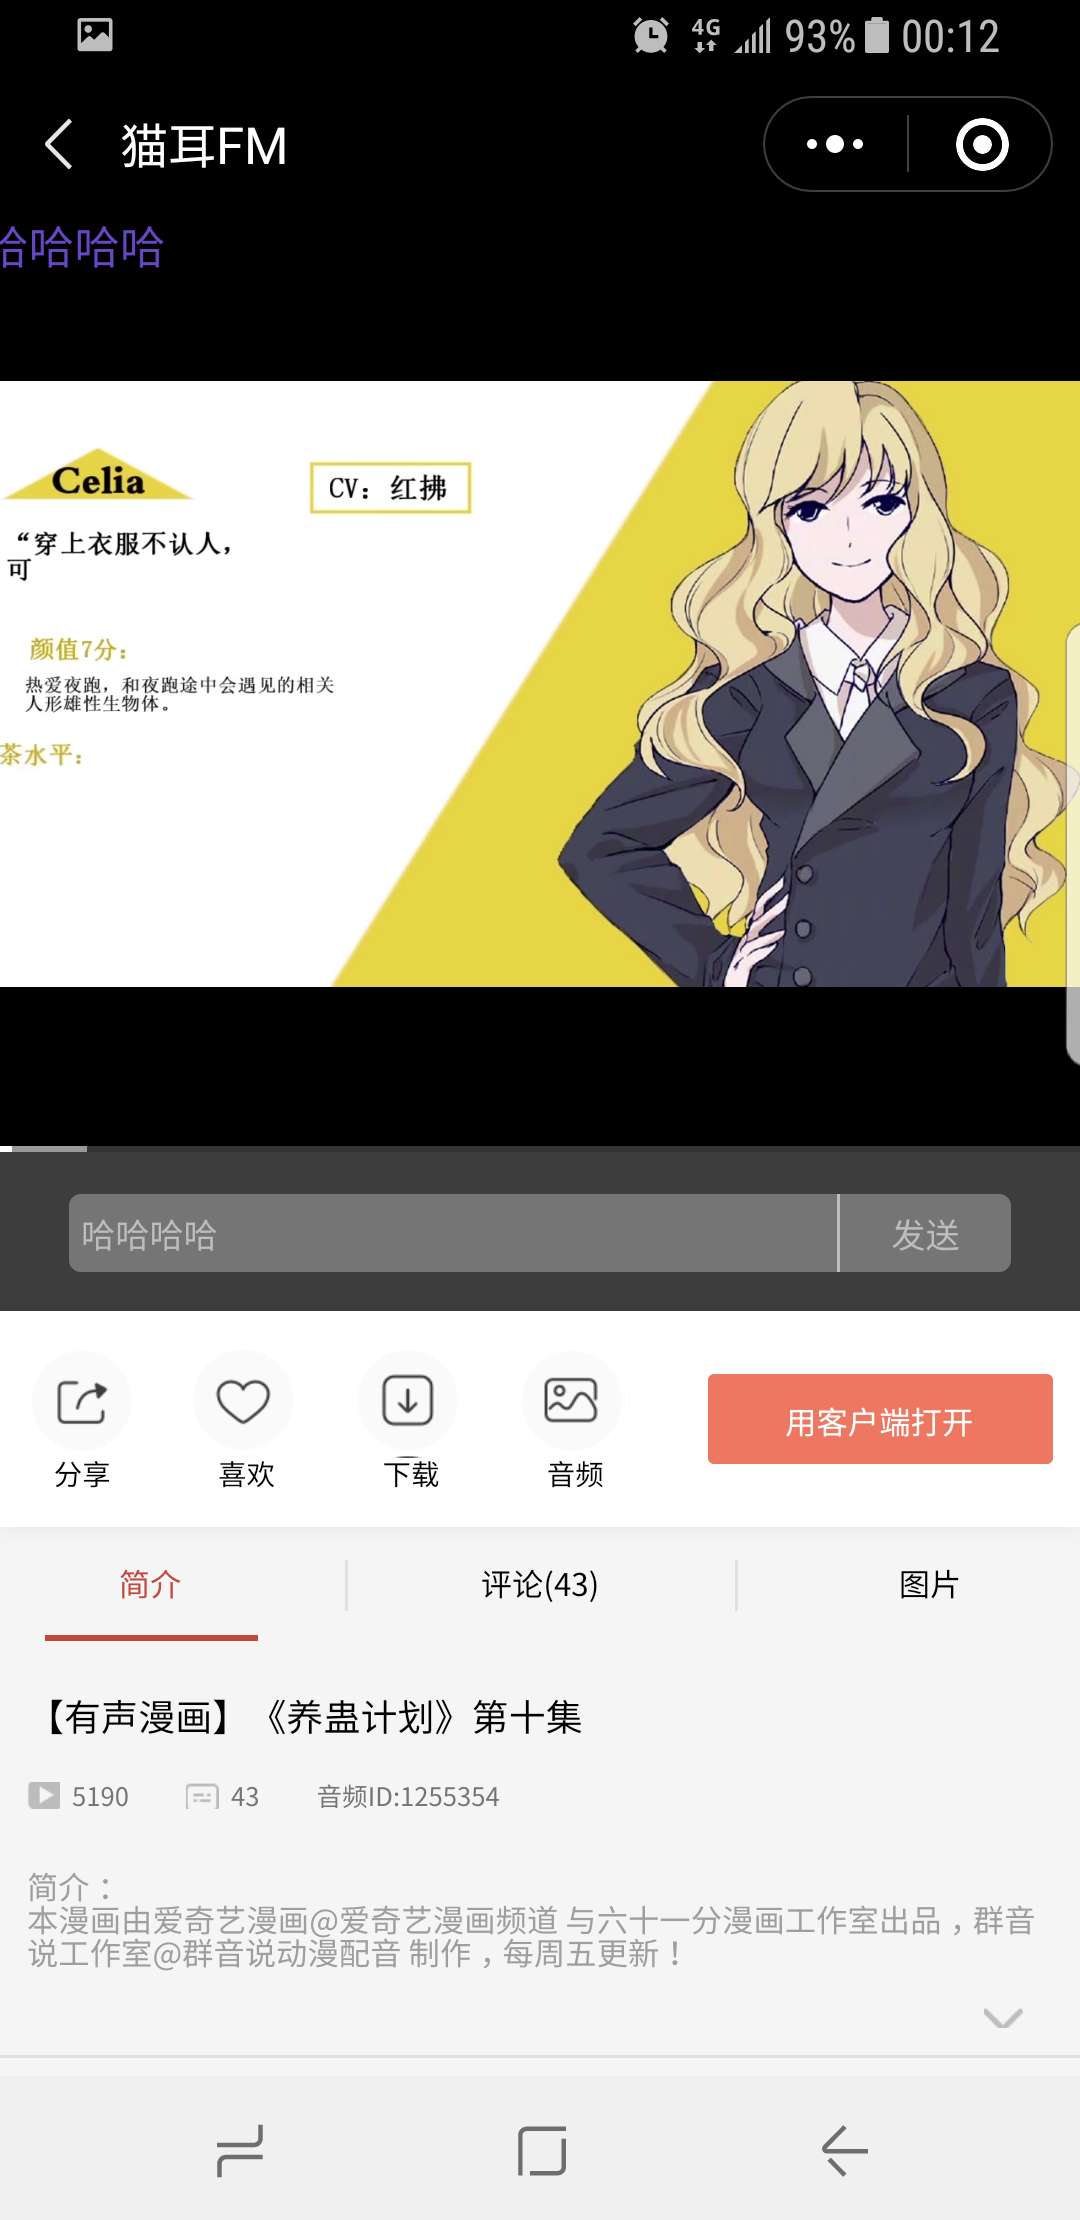 4G 93% 00:12
猫耳FM
哈哈哈哈
Celia
CV：红拂
“穿上衣服不认人，
可
颜值7分：
热爱夜跑，和夜跑途中会遇见的相关
人形雄性生物体。
茶水平：
哈哈哈哈 发送
分享 喜欢 下载 音频 用客户端打开
简介 评论(43) 图片
【有声漫画】《养蛊计划》第十集
5190 43 音频ID:1255354
简介：
本漫画由爱奇艺漫画@爱奇艺漫画频道 与六十一分漫画工作室出品，群音
说工作室@群音说动漫配音 制作，每周五更新！